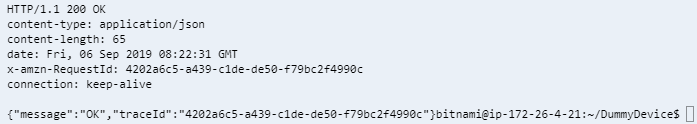 HTTP/1.1 200 OK
content-type: application/json
content-length: 65
date: Fri, 06 Sep 2019 08:22:31 GMT
x-amzn-RequestId: 4202a6c5-a439-c1de-de50-f79bc2f4990c
connection: keep-alive
{"message":"OK","traceId":"4202a6c5-a439-c1de-de50-f79bc2f4990c"}bitnami@ip-172-26-4-21:~/DummyDevice$